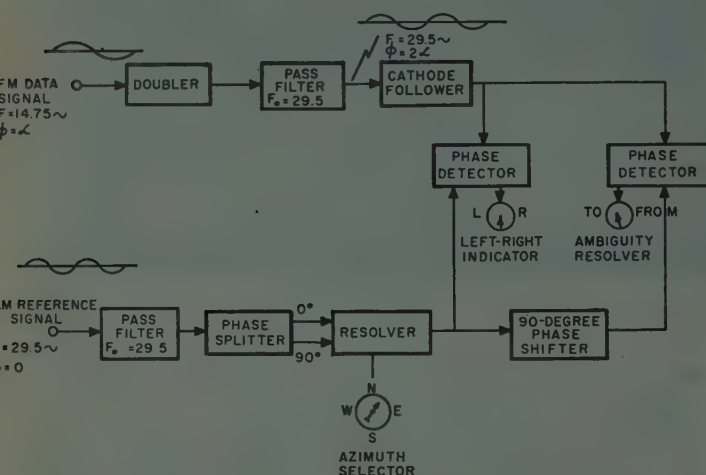 F₁=29.5~
ϕ=2∠
FM DATA
SIGNAL
F=14.75~
ϕ=∠
DOUBLER
PASS
FILTER
F₀=29.5
CATHODE
FOLLOWER
PHASE
DETECTOR
PHASE
DETECTOR
L R
LEFT-RIGHT
INDICATOR
TO FROM
AMBIGUITY
RESOLVER
M REFERENCE
SIGNAL
=29.5~
=0
PASS
FILTER
F₀ =29 5
PHASE
SPLITTER
0°
90°
RESOLVER
90-DEGREE
PHASE
SHIFTER
N
W E
S
AZIMUTH
SELECTOR